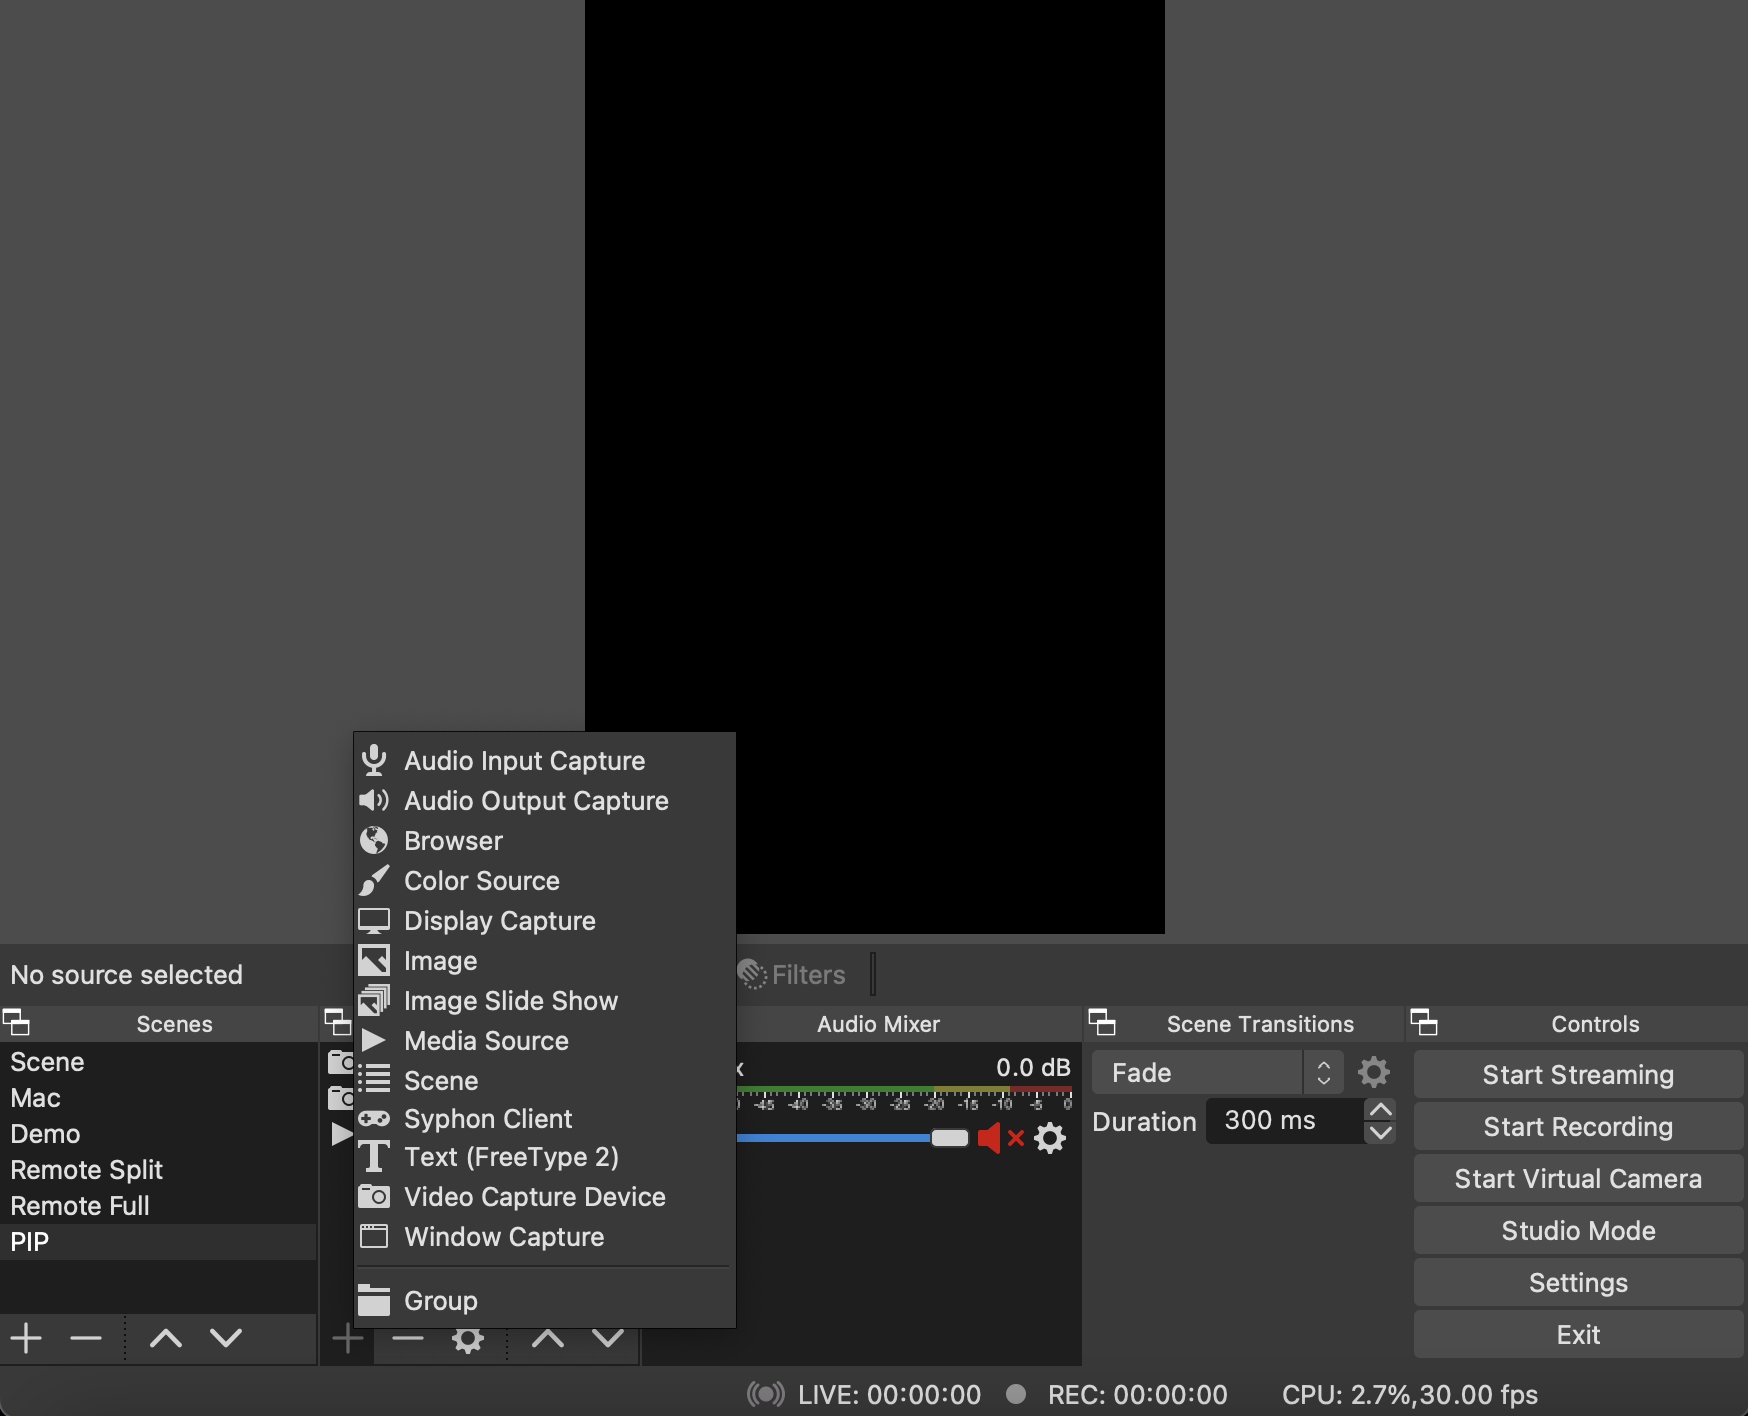 Audio Input Capture
Audio Output Capture
Browser
Color Source
Display Capture
Image
Image Slide Show
Media Source
Scene
Syphon Client
Text (FreeType 2)
Video Capture Device
Window Capture
Group
No source selected
Filters
Scenes
Scene
Mac
Demo
Remote Split
Remote Full
PIP
Audio Mixer
0.0 dB
-45 -40 -35 -30 -25 -20 -15 -10 -5 0
Scene Transitions
Fade
Duration 300 ms
Controls
Start Streaming
Start Recording
Start Virtual Camera
Studio Mode
Settings
Exit
LIVE: 00:00:00 REC: 00:00:00 CPU: 2.7%,30.00 fps